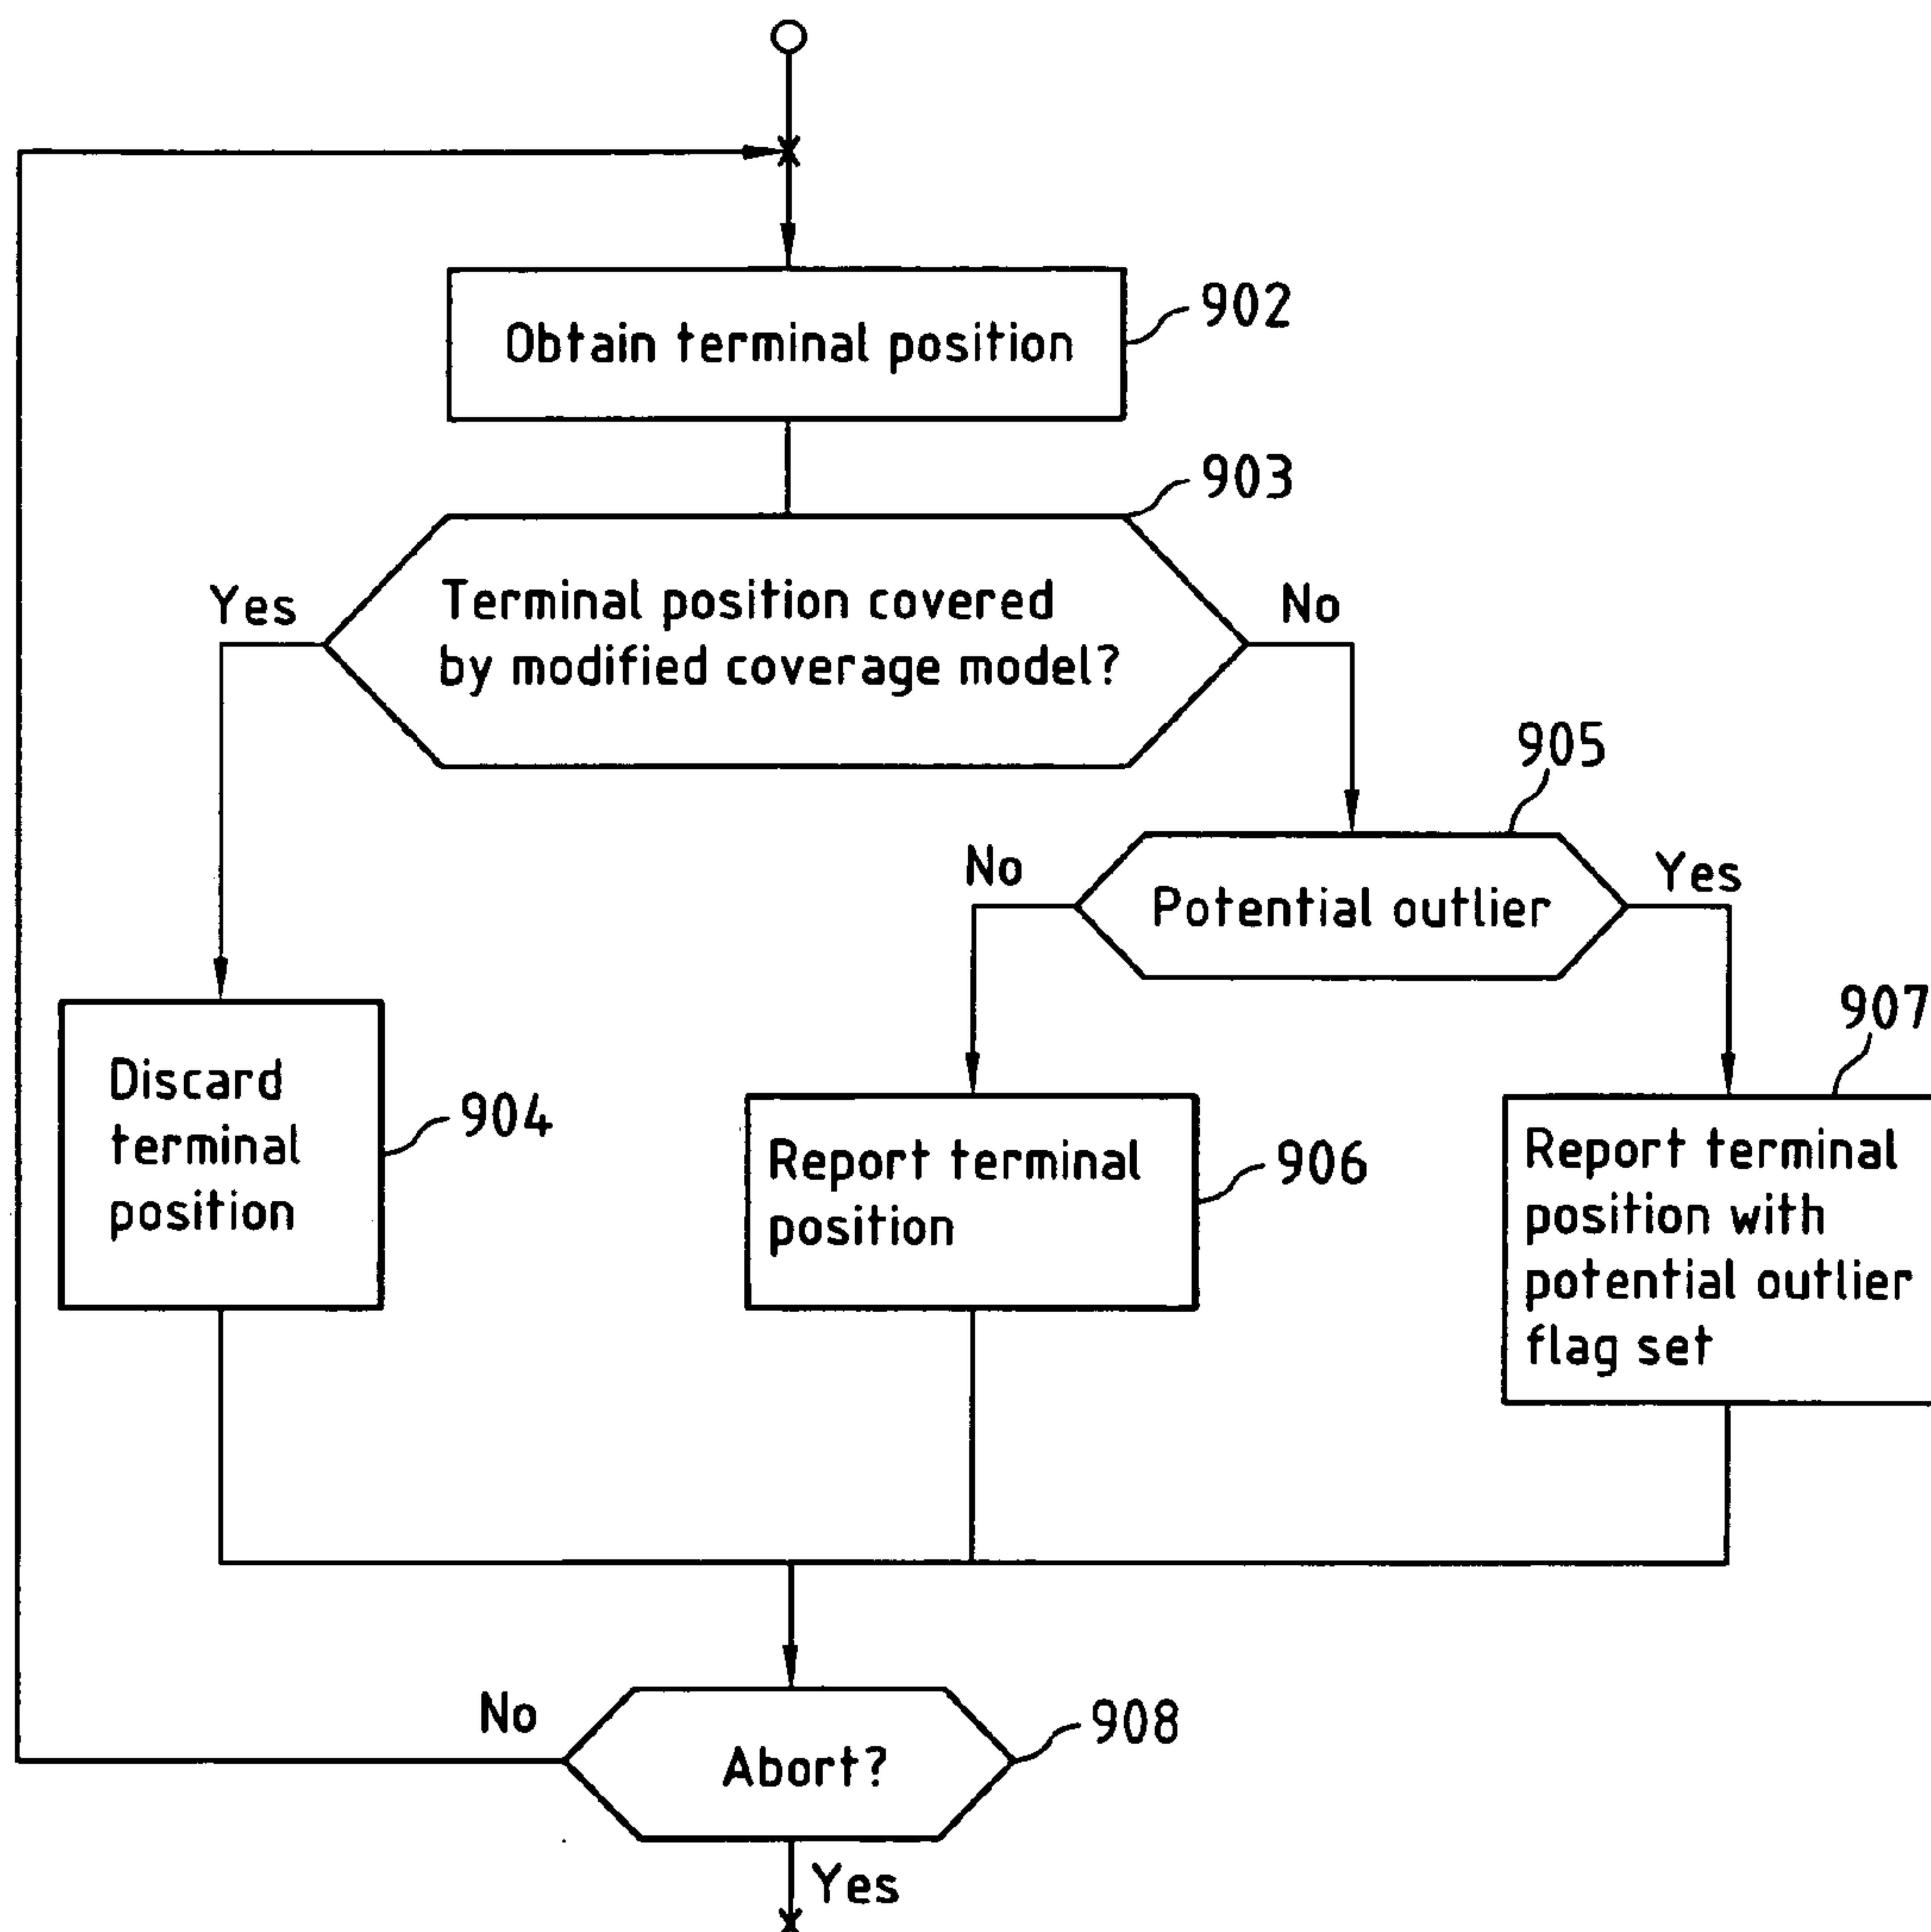 902
Obtain terminal position
903
Yes
Terminal position covered
by modified coverage model?
No
905
No
Potential outlier
Yes
907
Discard
terminal
position
904
Report terminal
position
906
Report terminal
position with
potential outlier
flag set
No
908
Abort?
Yes